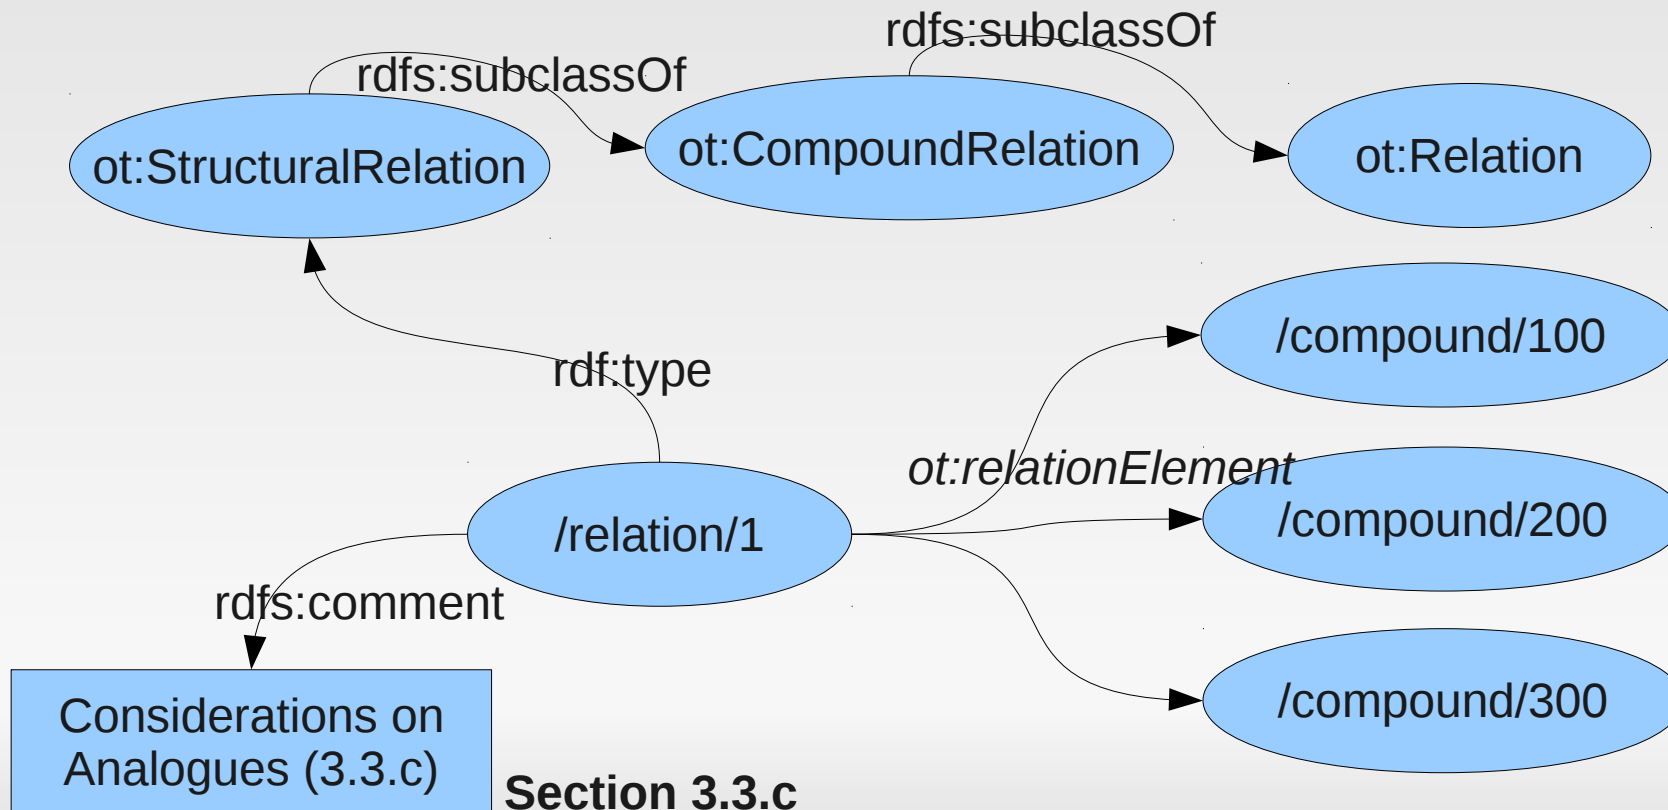 rdfs:subclassOf
rdfs:subclassOf
ot:StructuralRelation
ot:CompoundRelation
ot:Relation
/compound/100
rdf:type
ot:relationElement
/compound/200
/relation/1
rdfs:comment
/compound/300
Considerations on
Analogues (3.3.c)
Section 3.3.c